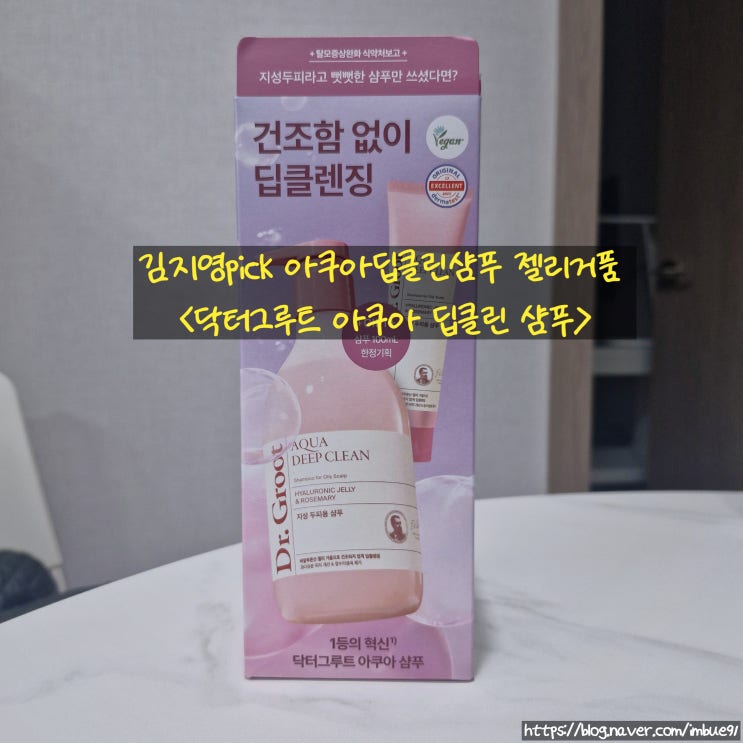 + 탈모증상완화 식약처보고 +
지성두피라고 뻣뻣한 샴푸만 쓰셨다면?
건조함 없이
딥클렌징
Vegan
ORIGINAL
EXCELLENT
dermatest
김지영pick 아쿠아딥클린샴푸 젤리거품
<닥터그루트 아쿠아 딥클린 샴푸>
샴푸 100mL
한정기획
Dr. Groot
AQUA
DEEP CLEAN
Shampoo for Oily Scalp
HYALURONIC JELLY
& ROSEMARY
지성 두피용 샴푸
1등의 혁신1)
닥터그루트 아쿠아 샴푸
https://blog.naver.com/imbue91